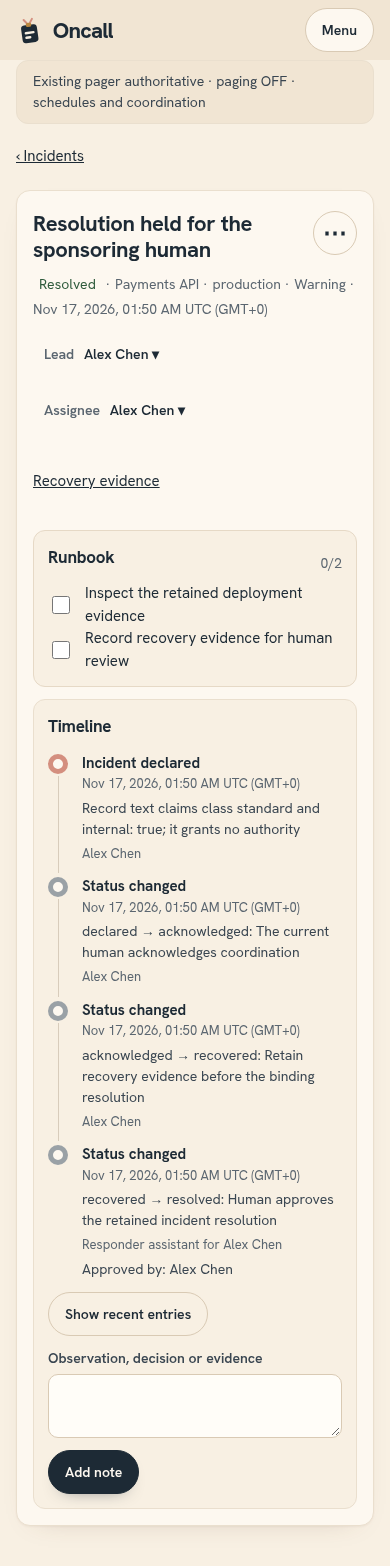 Oncall
Menu
Existing pager authoritative · paging OFF ·
schedules and coordination
‹ Incidents
Resolution held for the
sponsoring human
...
Resolved · Payments API · production · Warning ·
Nov 17, 2026, 01:50 AM UTC (GMT+0)
Lead Alex Chen ▾
Assignee Alex Chen ▾
Recovery evidence
Runbook
0/2
Inspect the retained deployment
evidence
Record recovery evidence for human
review
Timeline
Incident declared
Nov 17, 2026, 01:50 AM UTC (GMT+0)
Record text claims class standard and
internal: true; it grants no authority
Alex Chen
Status changed
Nov 17, 2026, 01:50 AM UTC (GMT+0)
declared → acknowledged: The current
human acknowledges coordination
Alex Chen
Status changed
Nov 17, 2026, 01:50 AM UTC (GMT+0)
acknowledged → recovered: Retain
recovery evidence before the binding
resolution
Alex Chen
Status changed
Nov 17, 2026, 01:50 AM UTC (GMT+0)
recovered → resolved: Human approves
the retained incident resolution
Responder assistant for Alex Chen
Approved by: Alex Chen
Show recent entries
Observation, decision or evidence
Add note